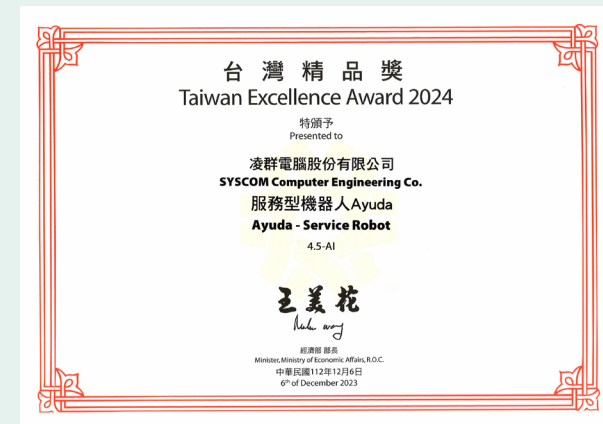 台灣精品獎
Taiwan Excellence Award 2024
特頒予
Presented to
凌群電腦股份有限公司
SYSCOM Computer Engineering Co.
服務型機器人Ayuda
Ayuda - Service Robot
4.5-AI
王美花
經濟部 部長
Minister, Ministry of Economic Affairs, R.O.C.
中華民國112年12月6日
6th of December 2023